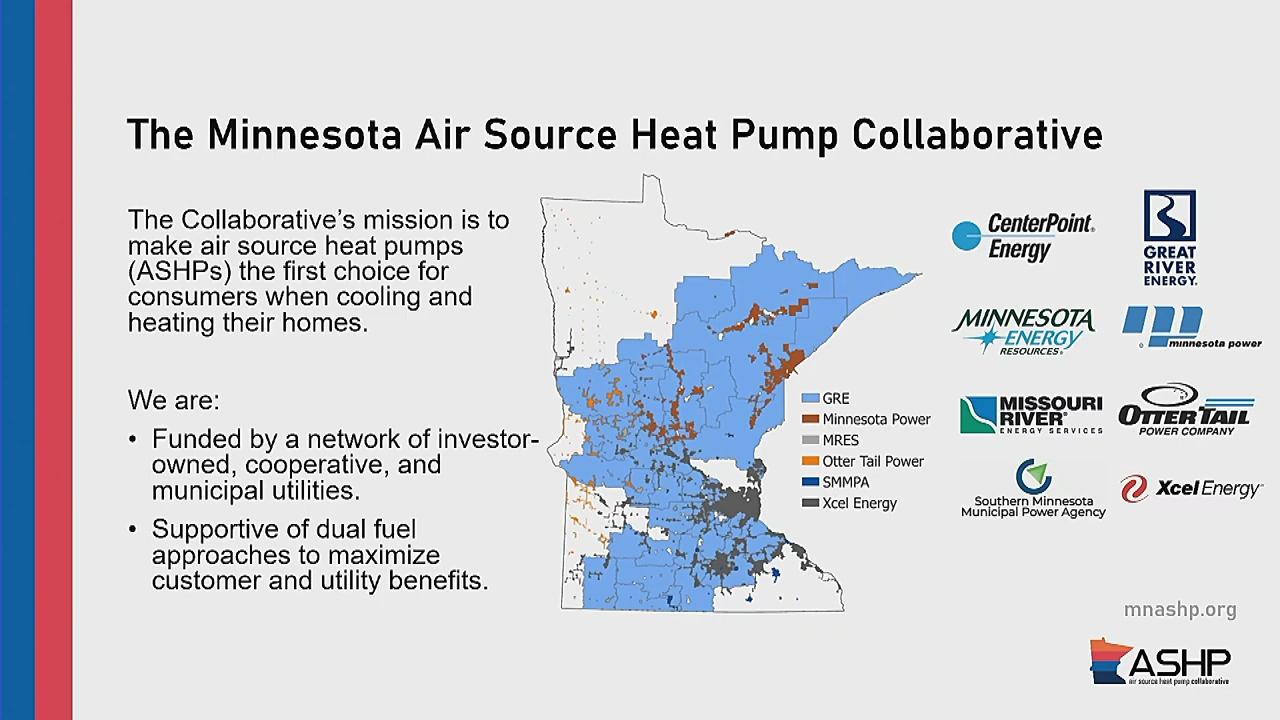 The Minnesota Air Source Heat Pump Collaborative
The Collaborative's mission is to
make air source heat pumps
(ASHPs) the first choice for
consumers when cooling and
heating their homes.
We are:
• Funded by a network of investor-
owned, cooperative, and
municipal utilities.
• Supportive of dual fuel
approaches to maximize
customer and utility benefits.
GRE
Minnesota Power
MRES
Otter Tail Power
SMMPA
Xcel Energy
CenterPoint®
Energy
GREAT
RIVER
ENERGY®
MINNESOTA
ENERGY
RESOURCES®
minnesota power
MISSOURI
RIVER®
ENERGY SERVICES
OTTER TAIL
POWER COMPANY
Southern Minnesota
Municipal Power Agency
Xcel Energy®
mnashp.org
ASHP
air source heat pump collaborative